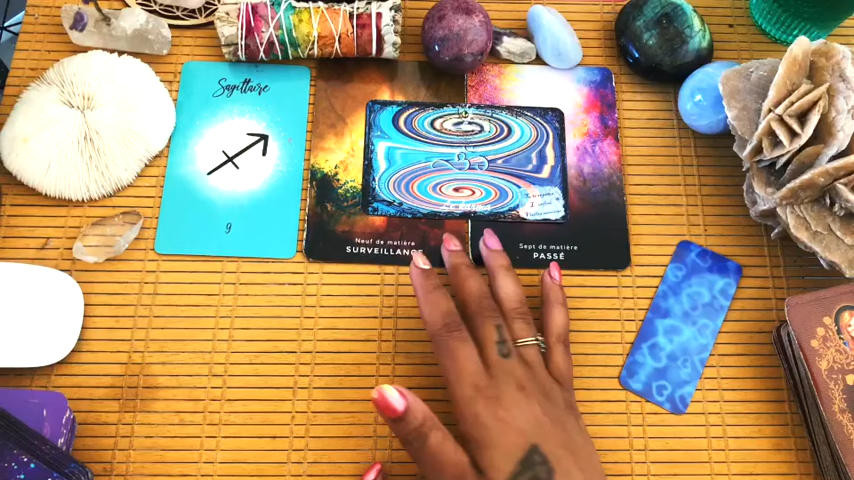 Sagittaire
9
Neuf de matière
SURVEILLANCE
Sept de matière
PASSÉ